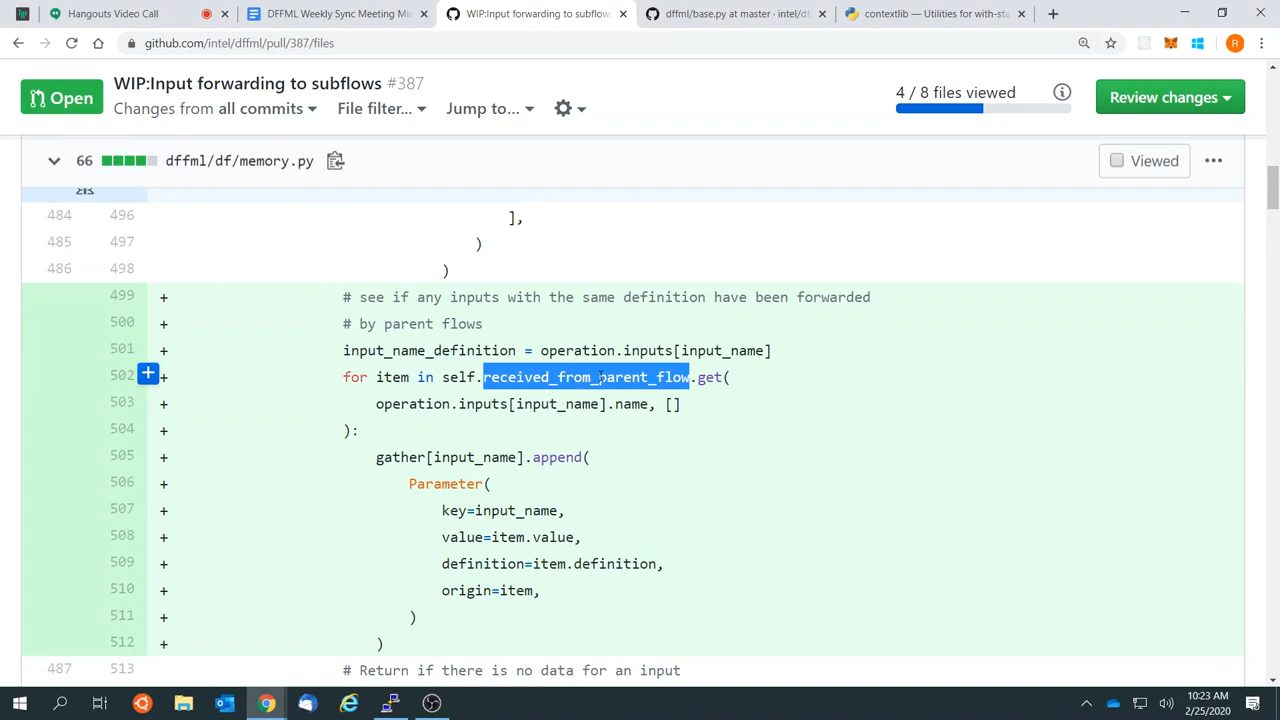 Hangouts Video Call
DFFML Weekly Sync Meeting Mi
WIP:Input forwarding to subflows
dffml/base.py at master · intel/df
contextlib — Utilities for with-sta
github.com/intel/dffml/pull/387/files
R
Open
WIP:Input forwarding to subflows #387
Changes from all commits
File filter...
Jump to...
4 / 8 files viewed
Review changes
66
dffml/df/memory.py
Viewed
484 496 ],
485 497 )
486 498 )
499 + # see if any inputs with the same definition have been forwarded
500 + # by parent flows
501 + input_name_definition = operation.inputs[input_name]
502 + for item in self.received_from_parent_flow.get(
503 + operation.inputs[input_name].name, []
504 + ):
505 + gather[input_name].append(
506 + Parameter(
507 + key=input_name,
508 + value=item.value,
509 + definition=item.definition,
510 + origin=item,
511 + )
512 + )
487 513 # Return if there is no data for an input
10:23 AM
2/25/2020